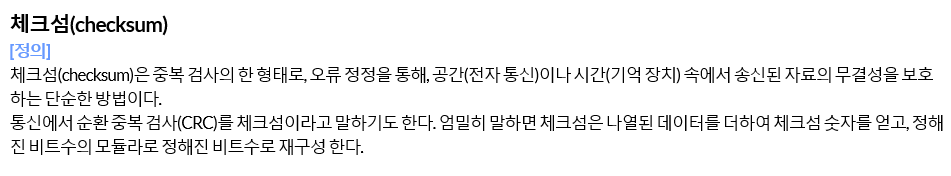 체크섬(checksum)
[정의]
체크섬(checksum)은 중복 검사의 한 형태로, 오류 정정을 통해, 공간(전자 통신)이나 시간(기억 장치) 속에서 송신된 자료의 무결성을 보호
하는 단순한 방법이다.
통신에서 순환 중복 검사(CRC)를 체크섬이라고 말하기도 한다. 엄밀히 말하면 체크섬은 나열된 데이터를 더하여 체크섬 숫자를 얻고, 정해
진 비트수의 모듈라로 정해진 비트수로 재구성 한다.